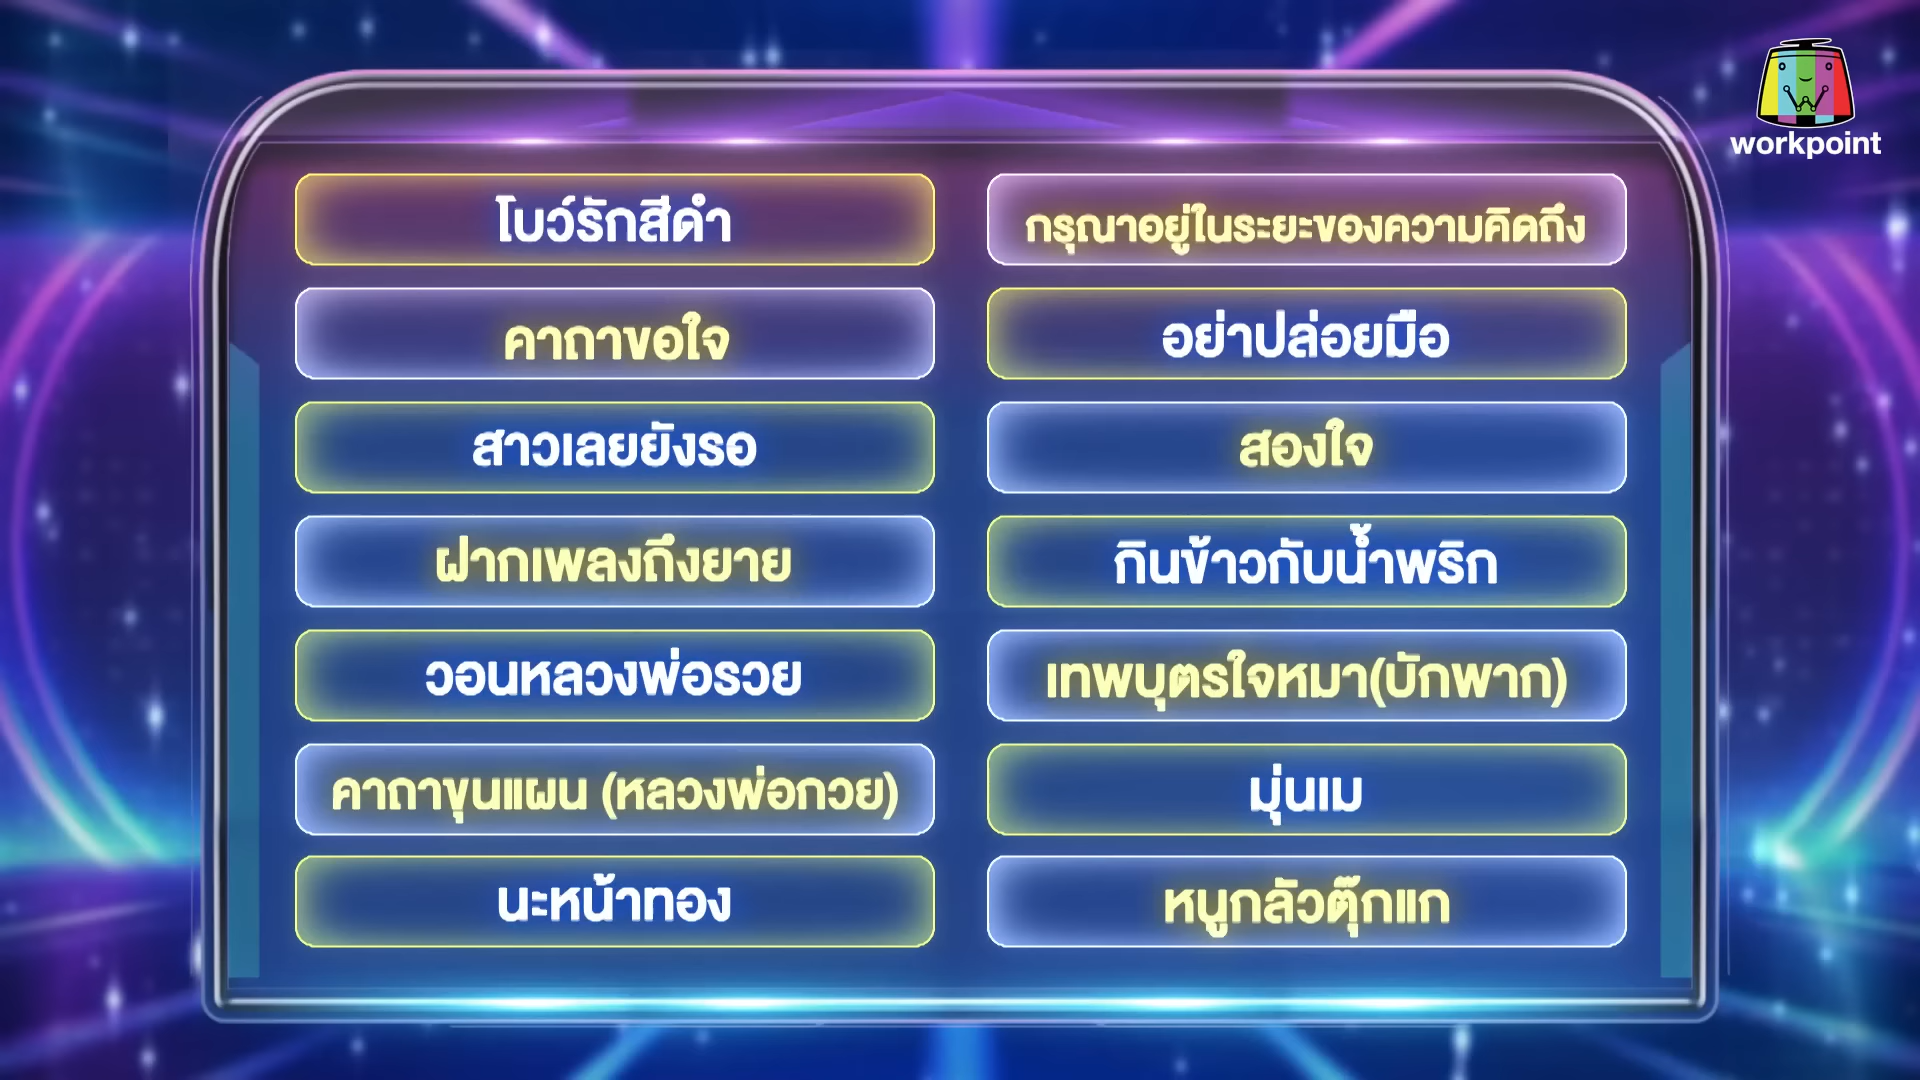 workpoint
โบว์รักสีดำ
กรุณาอยู่ในระยะของความคิดถึง
คาถาขอใจ
อย่าปล่อยมือ
สาวเลยยังรอ
สองใจ
ฝากเพลงถึงยาย
กินข้าวกับน้ำพริก
วอนหลวงพ่อรวย
เทพบุตรใจหมา(บักพาก)
คาถาขุนแผน (หลวงพ่อกวย)
มุ่นเม
นะหน้าทอง
หนูกลัวตุ๊กแก